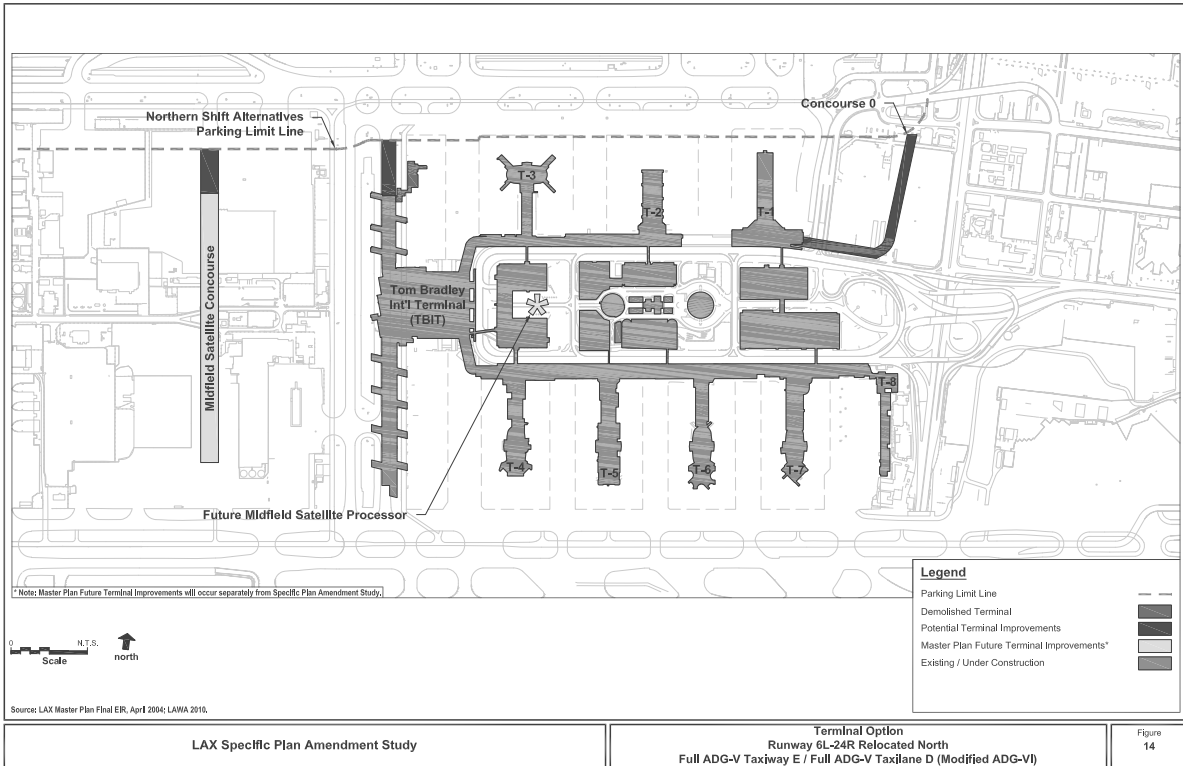 Northern Shift Alternatives
Parking Limit Line
Concourse 0
T-3
T-2
T-1
Tom Bradley
Int'l Terminal
(TBIT)
Midfield Satellite Concourse
T-8
T-4
T-5
T-6
T-7
Future Midfield Satellite Processor
* Note: Master Plan Future Terminal Improvements will occur separately from Specific Plan Amendment Study.
Legend
Parking Limit Line
Demolished Terminal
Potential Terminal Improvements
Master Plan Future Terminal Improvements*
Existing / Under Construction
0 N.T.S.
Scale
north
Source: LAX Master Plan Final EIR, April 2004; LAWA 2010.
LAX Specific Plan Amendment Study
Terminal Option
Runway 6L-24R Relocated North
Full ADG-V Taxiway E / Full ADG-V Taxilane D (Modified ADG-VI)
Figure
14